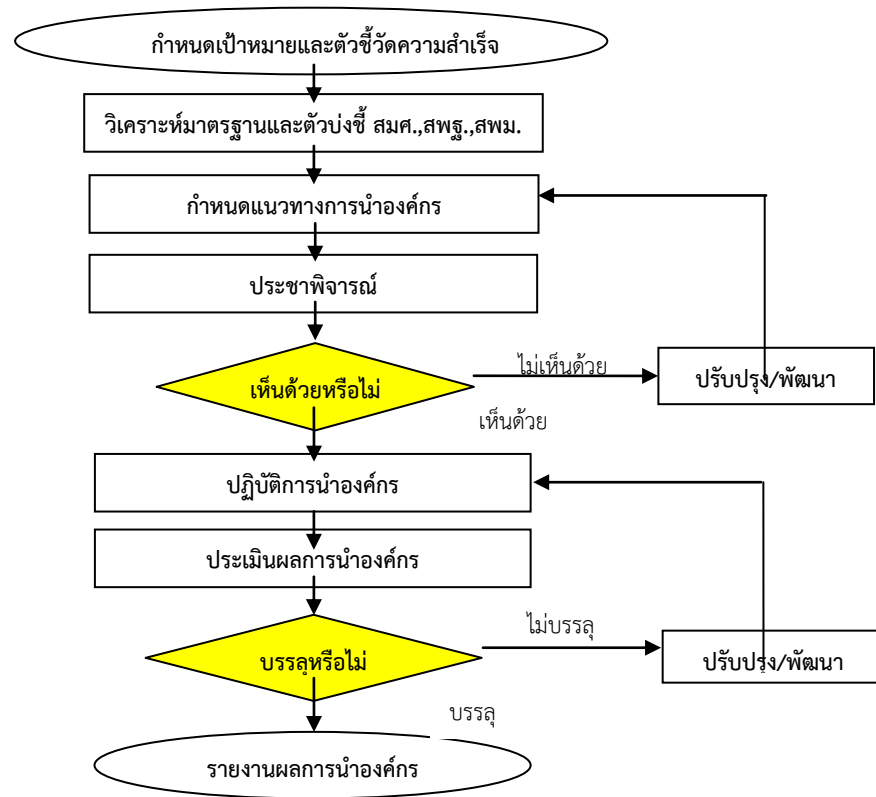 กำหนดเป้าหมายและตัวชี้วัดความสำเร็จ
วิเคราะห์มาตรฐานและตัวบ่งชี้ สมศ.,สพฐ.,สพม.
กำหนดแนวทางการนำองค์กร
ประชาพิจารณ์
เห็นด้วยหรือไม่
ไม่เห็นด้วย
ปรับปรุง/พัฒนา
เห็นด้วย
ปฏิบัติการนำองค์กร
ประเมินผลการนำองค์กร
บรรลุหรือไม่
ไม่บรรลุ
ปรับปรุง/พัฒนา
บรรลุ
รายงานผลการนำองค์กร